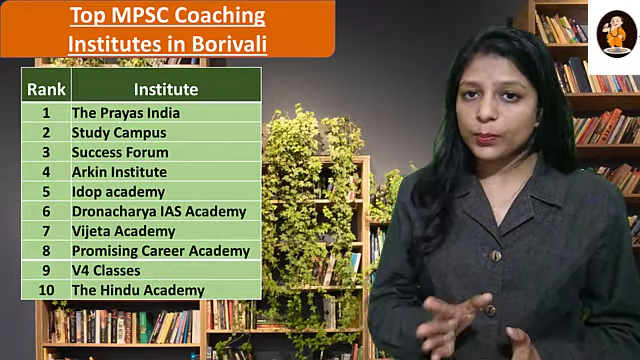 Top MPSC Coaching
Institutes in Borivali
Rank Institute
1 The Prayas India
2 Study Campus
3 Success Forum
4 Arkin Institute
5 Idop academy
6 Dronacharya IAS Academy
7 Vijeta Academy
8 Promising Career Academy
9 V4 Classes
10 The Hindu Academy